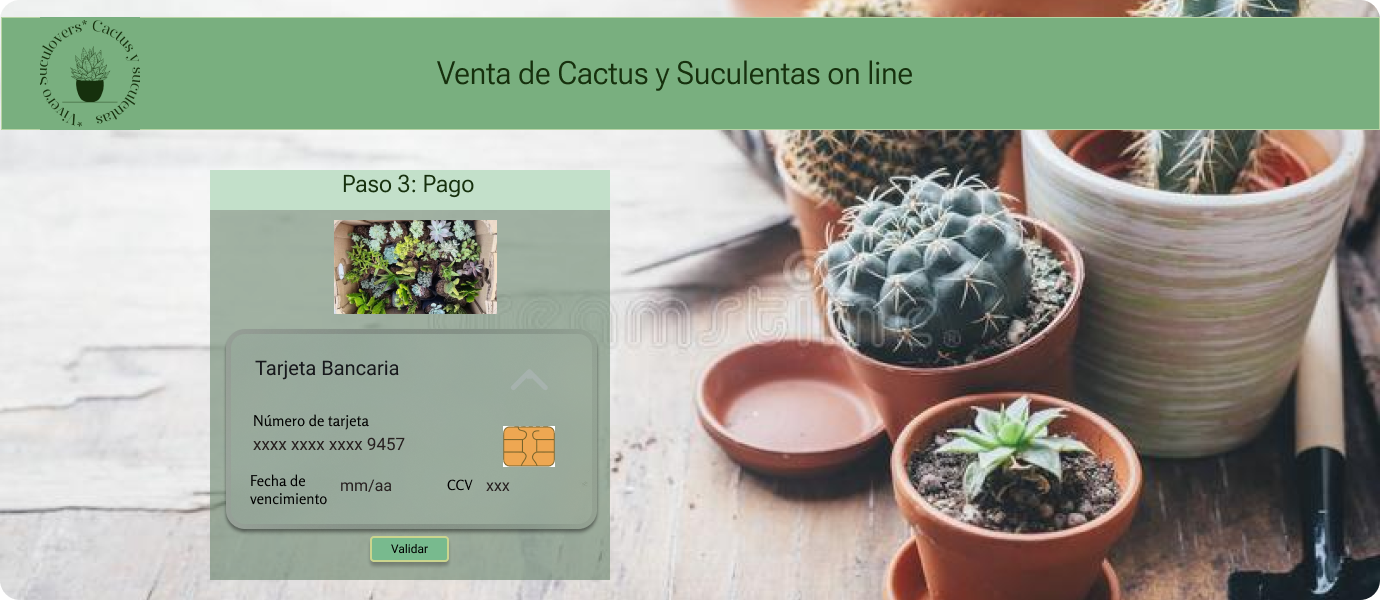 Vivero Suculovers* Cactus y suculentas *
Venta de Cactus y Suculentas on line
Paso 3: Pago
Tarjeta Bancaria
Número de tarjeta
xxxx xxxx xxxx 9457
Fecha de
vencimiento
mm/aa
CCV
xxx
Validar